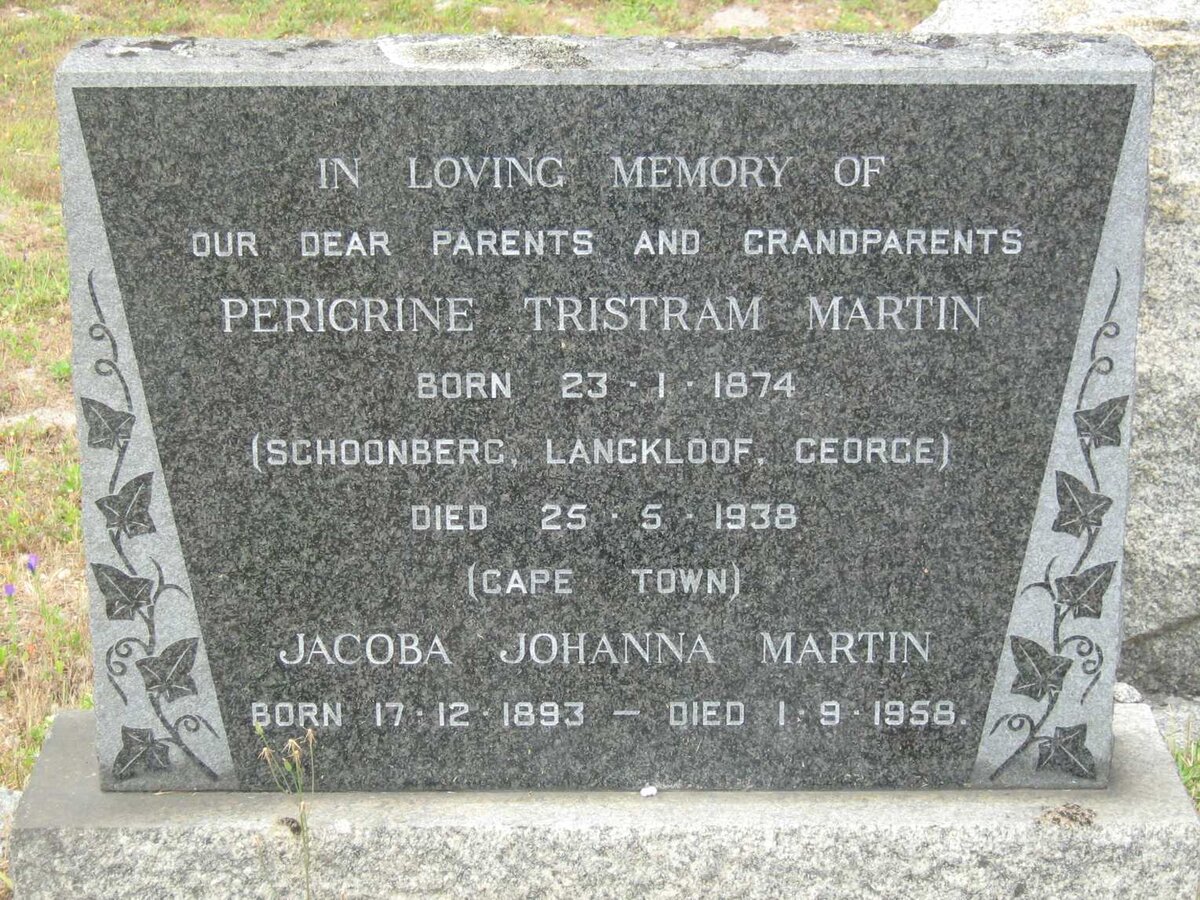 IN LOVING MEMORY OF
OUR DEAR PARENTS AND GRANDPARENTS
PERIGRINE TRISTRAM MARTIN
BORN 23-1-1874
(SCHOONBERG, LANGKLOOF, GEORGE)
DIED 25-5-1938
(CAPE TOWN)
JACOBA JOHANNA MARTIN
BORN 17-12-1893 — DIED 1-9-1958.